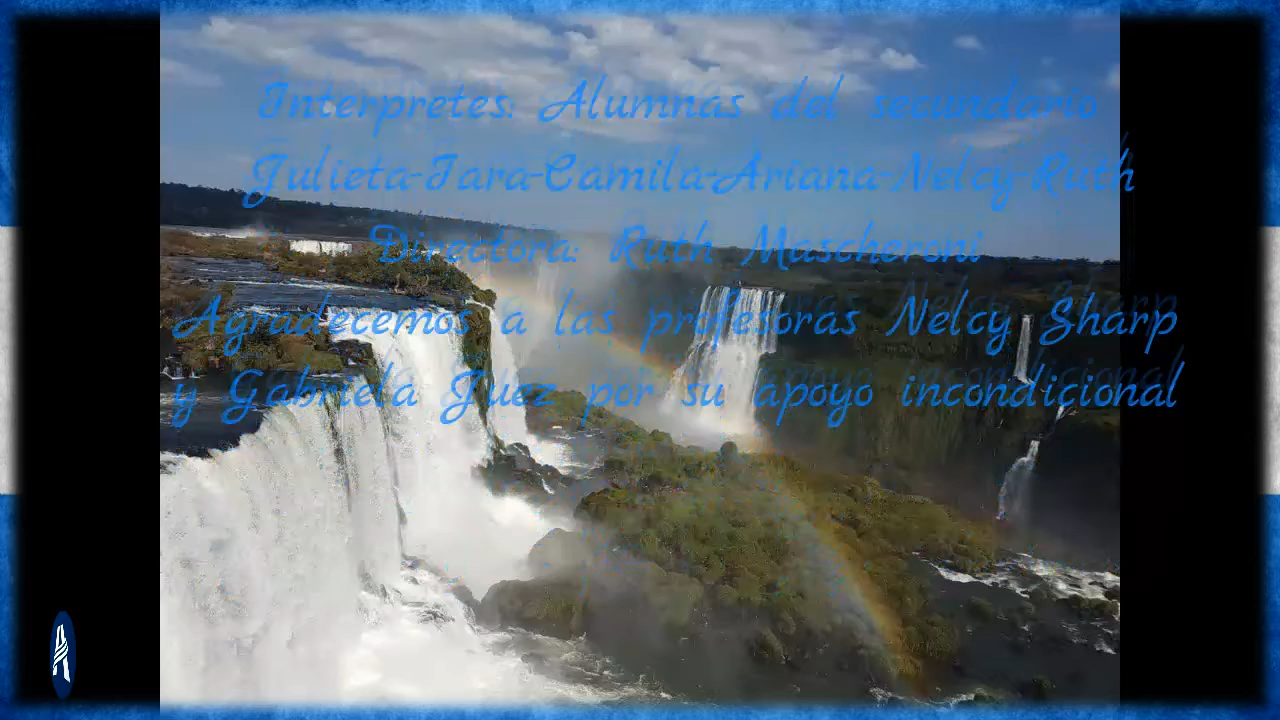 Interpretes: Alumnas del secundario
Julieta-Tara-Camila-Ariana-Nelcy-Ruth
Directora: Ruth Mascheroni
Agradecemos a las profesoras Nelcy Sharp
y Gabriela Juez por su apoyo incondicional